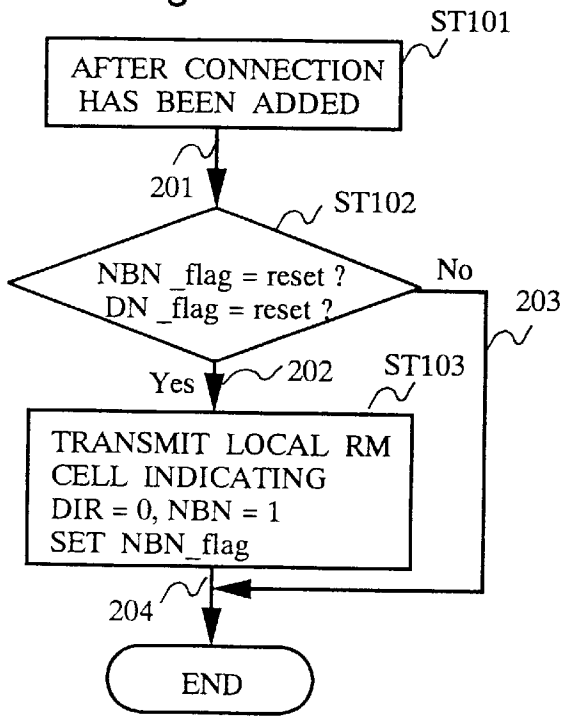 ST101
AFTER CONNECTION
HAS BEEN ADDED
201
ST102
NBN _flag = reset ?
DN _flag = reset ?
No
203
Yes
202
ST103
TRANSMIT LOCAL RM
CELL INDICATING
DIR = 0, NBN = 1
SET NBN_flag
204
END